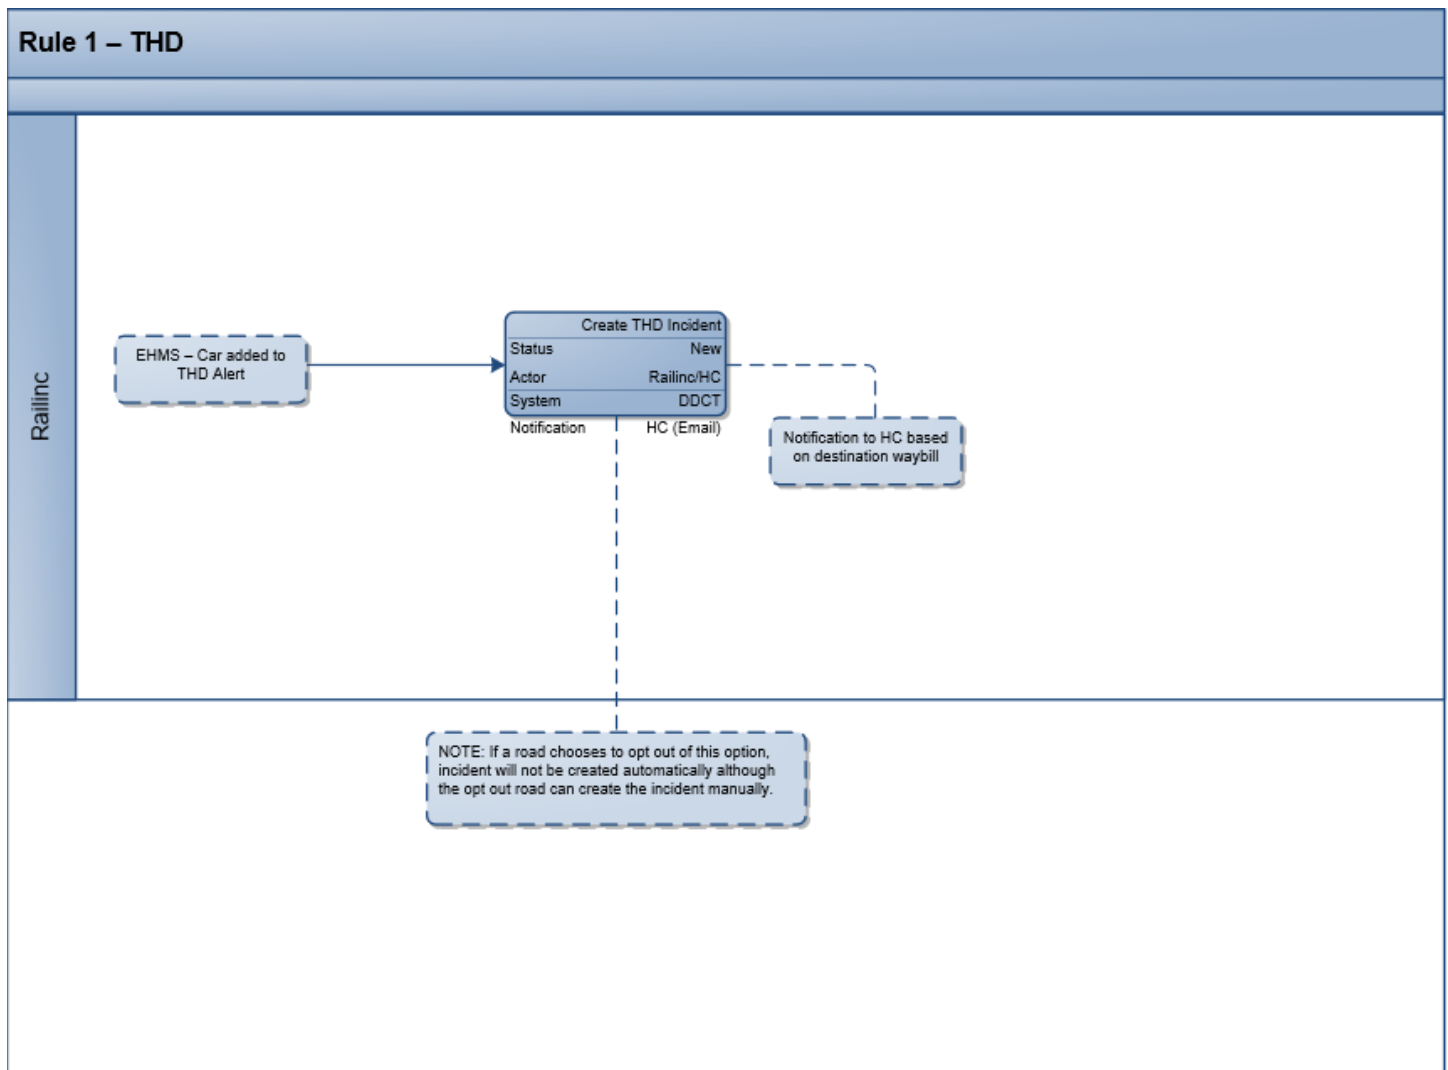 Rule 1 – THD
Railinc
EHMS – Car added to
THD Alert
Create THD Incident
Status New
Actor Railinc/HC
System DDCT
Notification HC (Email)
Notification to HC based
on destination waybill
NOTE: If a road chooses to opt out of this option,
incident will not be created automatically although
the opt out road can create the incident manually.